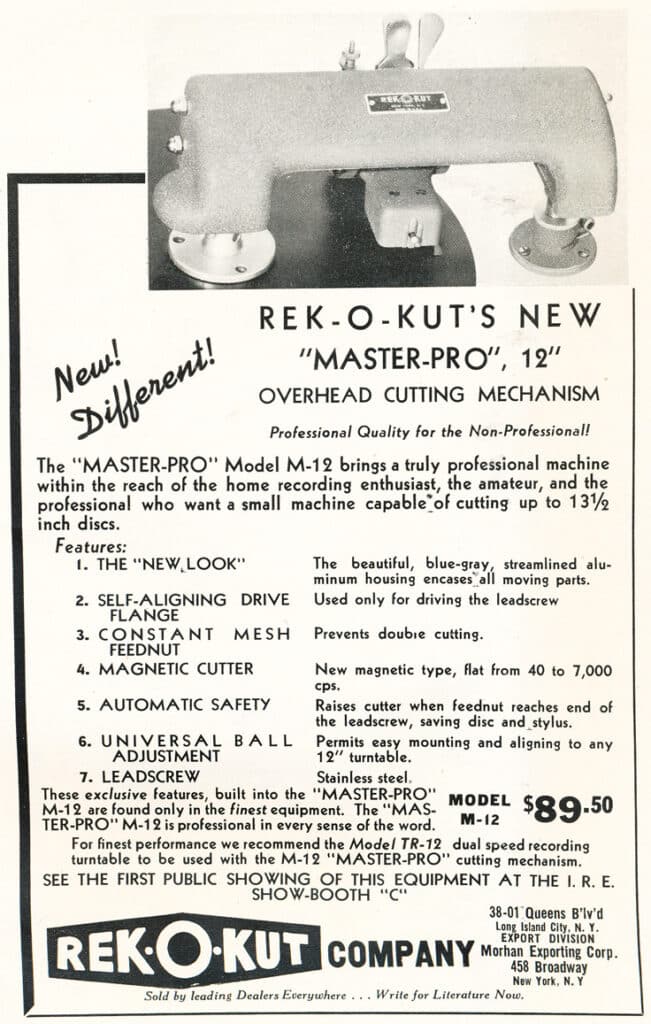 REK-O-KUT
REK-O-KUT'S NEW
"MASTER-PRO", 12"
OVERHEAD CUTTING MECHANISM
New!
Different!
Professional Quality for the Non-Professional!
The "MASTER-PRO" Model M-12 brings a truly professional machine
within the reach of the home recording enthusiast, the amateur, and the
professional who want a small machine capable of cutting up to 13½
inch discs.
Features:
1. THE "NEW LOOK" The beautiful, blue-gray, streamlined alu-
minum housing encases all moving parts.
2. SELF-ALIGNING DRIVE Used only for driving the leadscrew
FLANGE
3. CONSTANT MESH Prevents double cutting.
FEEDNUT
4. MAGNETIC CUTTER New magnetic type, flat from 40 to 7,000
cps.
5. AUTOMATIC SAFETY Raises cutter when feednut reaches end of
the leadscrew, saving disc and stylus.
6. UNIVERSAL BALL Permits easy mounting and aligning to any
ADJUSTMENT 12" turntable.
7. LEADSCREW Stainless steel.
These exclusive features, built into the "MASTER-PRO"
M-12 are found only in the finest equipment. The "MAS-
TER-PRO" M-12 is professional in every sense of the word.
MODEL
M-12
$89.50
For finest performance we recommend the Model TR-12 dual speed recording
turntable to be used with the M-12 "MASTER-PRO" cutting mechanism.
SEE THE FIRST PUBLIC SHOWING OF THIS EQUIPMENT AT THE I. R. E.
SHOW-BOOTH "C"
REK·O·KUT COMPANY
38-01 Queens B'lv'd
Long Island City, N. Y.
EXPORT DIVISION
Morhan Exporting Corp.
458 Broadway
New York, N. Y
Sold by leading Dealers Everywhere . . . Write for Literature Now.